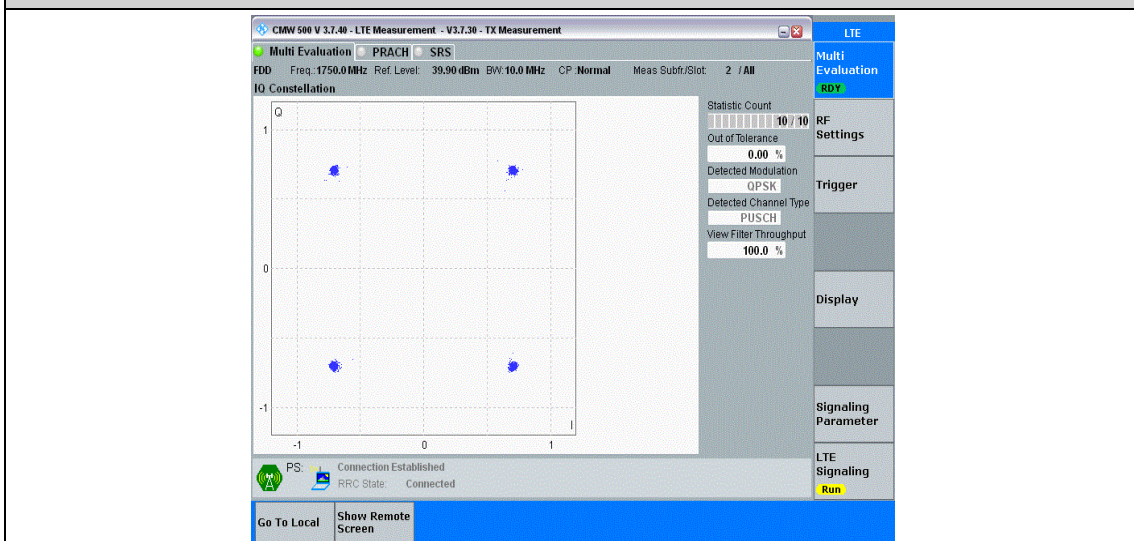 CMW 500 V 3.7.40 - LTE Measurement - V3.7.30 - TX Measurement
LTE
Multi Evaluation PRACH SRS
FDD Freq.: 1750.0 MHz Ref. Level: 39.90 dBm BW: 10.0 MHz CP : Normal Meas Subfr./Slot: 2 / All
IQ Constellation
Q
1
0
-1
-1 0 1
I
Statistic Count
10 / 10
Out of Tolerance
0.00 %
Detected Modulation
QPSK
Detected Channel Type
PUSCH
View Filter Throughput
100.0 %
Multi
Evaluation
RDY
RF
Settings
Trigger
Display
Signaling
Parameter
LTE
Signaling
Run
PS: Connection Established
RRC State: Connected
Go To Local
Show Remote
Screen